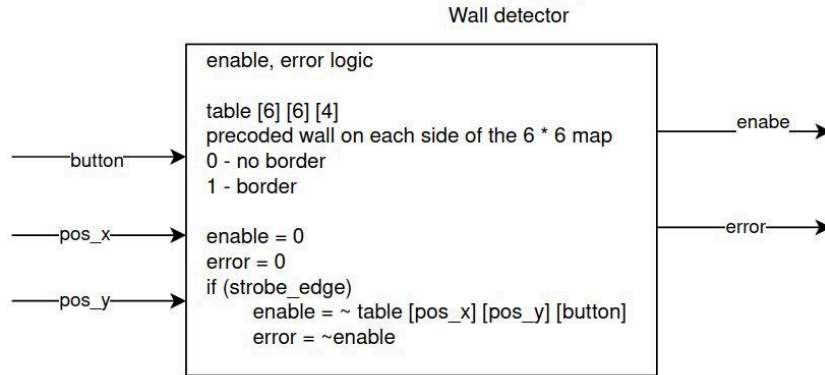 Wall detector
enable, error logic
table [6] [6] [4]
precoded wall on each side of the 6 * 6 map
0 - no border
1 - border
enable = 0
error = 0
if (strobe_edge)
enable = ~ table [pos_x] [pos_y] [button]
error = ~enable
button
pos_x
pos_y
enabe
error